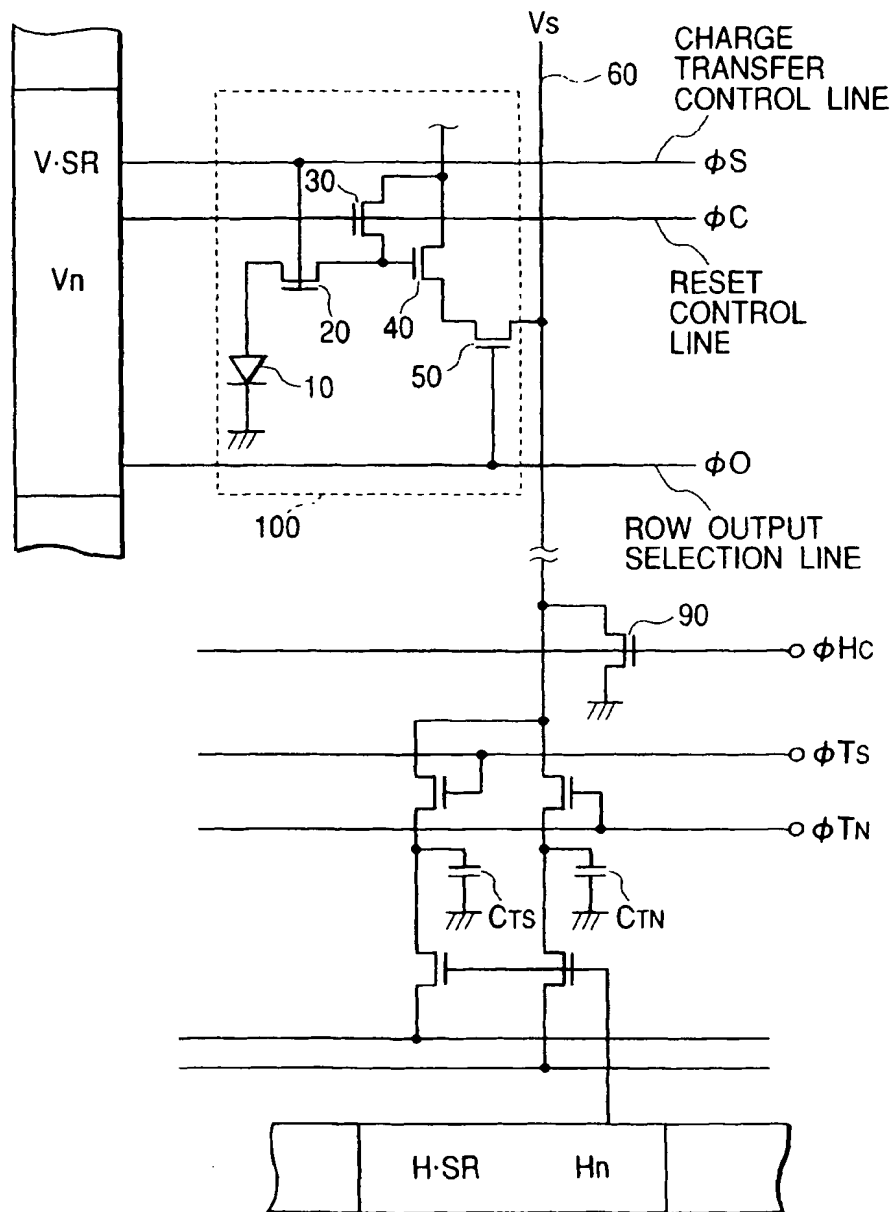 Vs
60
CHARGE
TRANSFER
CONTROL LINE
V·SR
30
ϕS
ϕC
Vn
RESET
CONTROL
LINE
20
40
50
10
ϕO
100
ROW OUTPUT
SELECTION LINE
90
ϕHC
ϕTS
ϕTN
CTS
CTN
H·SR
Hn